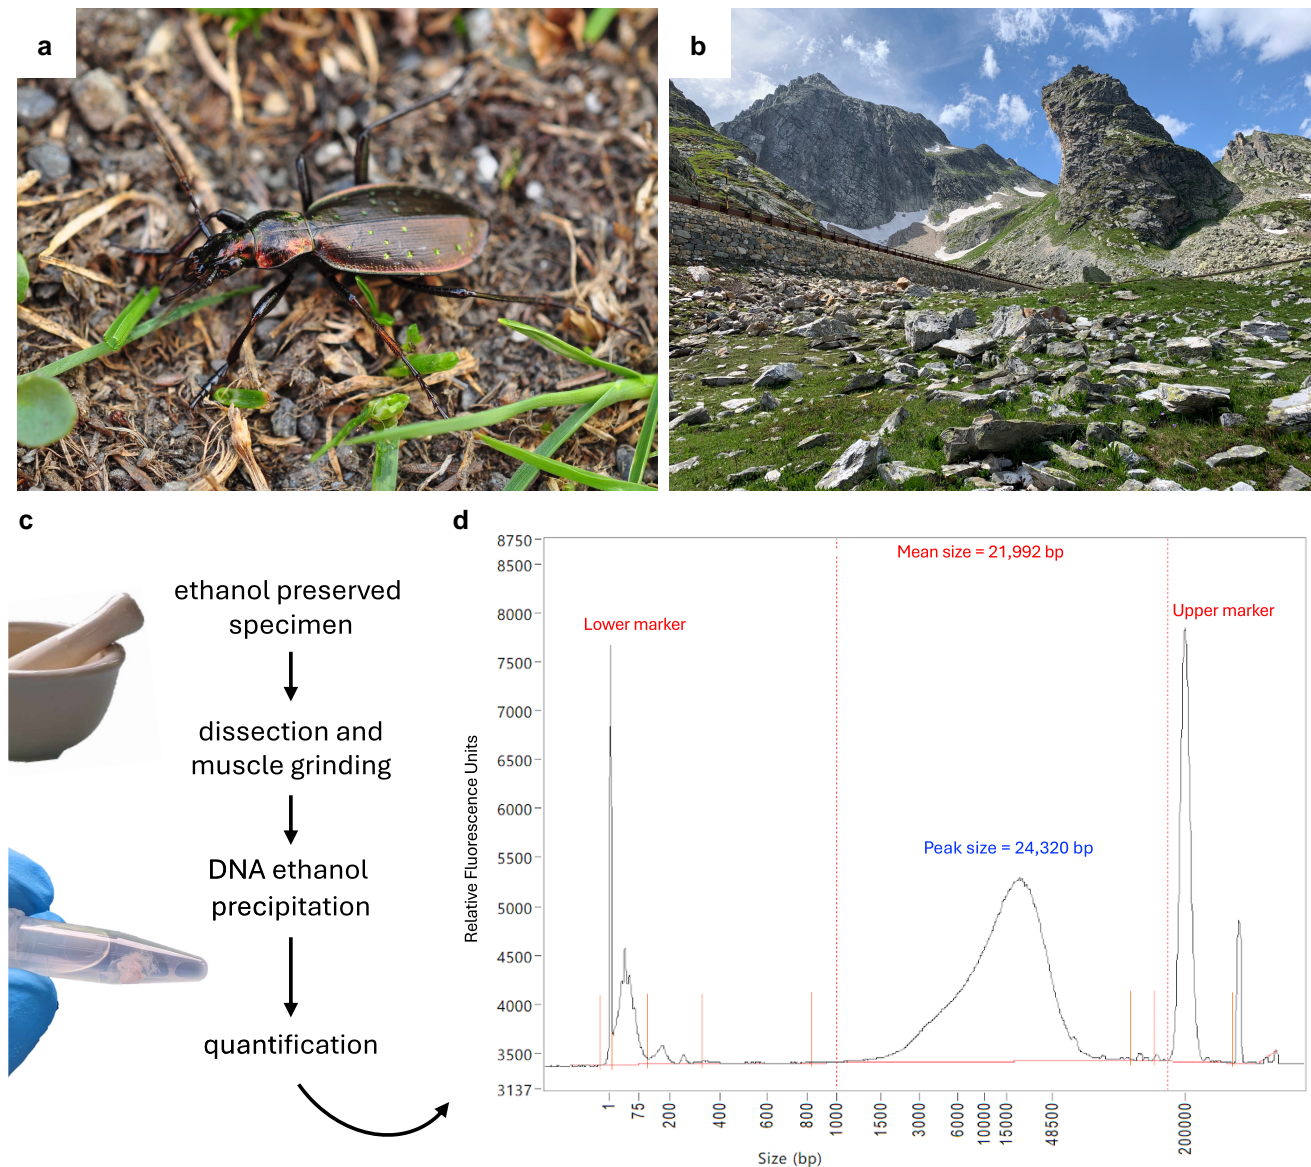 a
b
c
ethanol preserved
specimen
dissection and
muscle grinding
DNA ethanol
precipitation
quantification
d
8750
8500
8000
7500
7000
6500
6000
5500
5000
4500
4000
3500
3137
Relative Fluorescence Units
Mean size = 21,992 bp
Lower marker
Upper marker
Peak size = 24,320 bp
1
75
200
400
600
800
1000
1500
3000
6000
10000
15000
48500
200000
Size (bp)